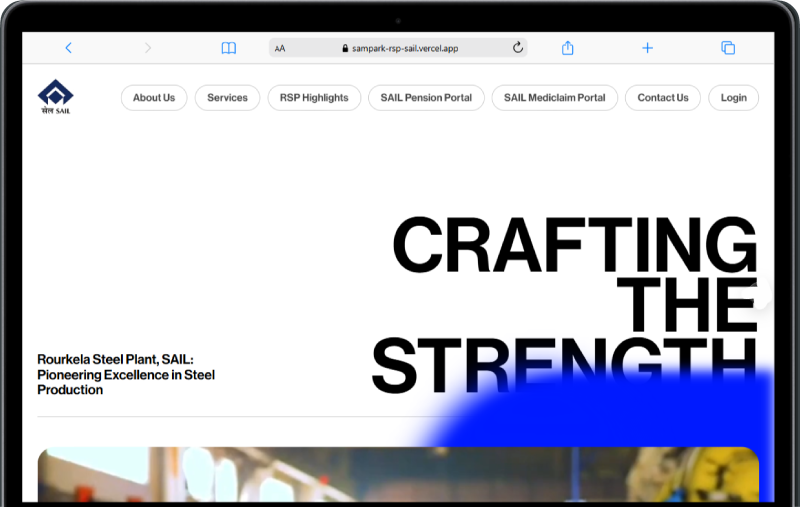 AA
sampark-rsp-sail.vercel.app
सेल SAIL
About Us
Services
RSP Highlights
SAIL Pension Portal
SAIL Mediclaim Portal
Contact Us
Login
CRAFTING
THE
STRENGTH
Rourkela Steel Plant, SAIL:
Pioneering Excellence in Steel
Production